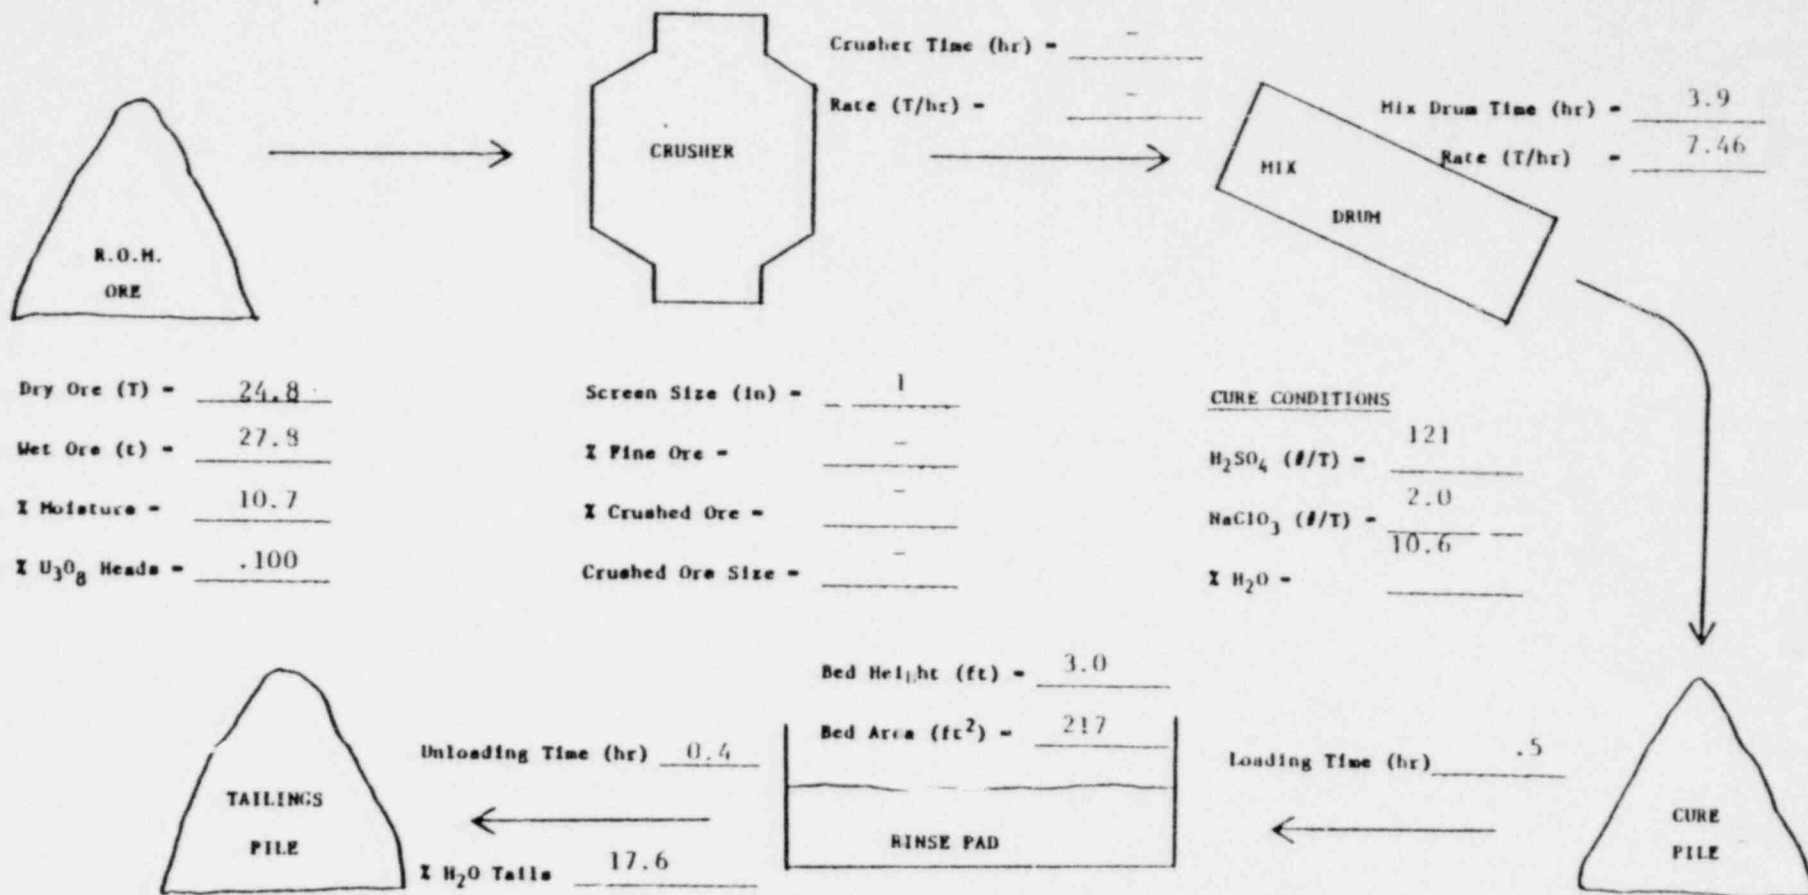 Crusher Time (hr) = -
Rate (T/hr) = -
CRUSHER
Mix Drum Time (hr) = 3.9
Rate (T/hr) = 7.46
MIX
DRUM
R.O.M.
ORE
Dry Ore (T) = 24.8
Wet Ore (t) = 27.8
% Moisture = 10.7
% U3O8 Heads = .100
Screen Size (in) = 1
% Fine Ore = -
% Crushed Ore = -
Crushed Ore Size = -
CURE CONDITIONS
H2SO4 (#/T) = 121
NaClO3 (#/T) = 2.0
% H2O = 10.6
Bed Height (ft) = 3.0
Bed Area (ft²) = 217
Unloading Time (hr) 0.4
Loading Time (hr) .5
TAILINGS
PILE
RINSE PAD
% H2O Tails 17.6
CURE
PILE